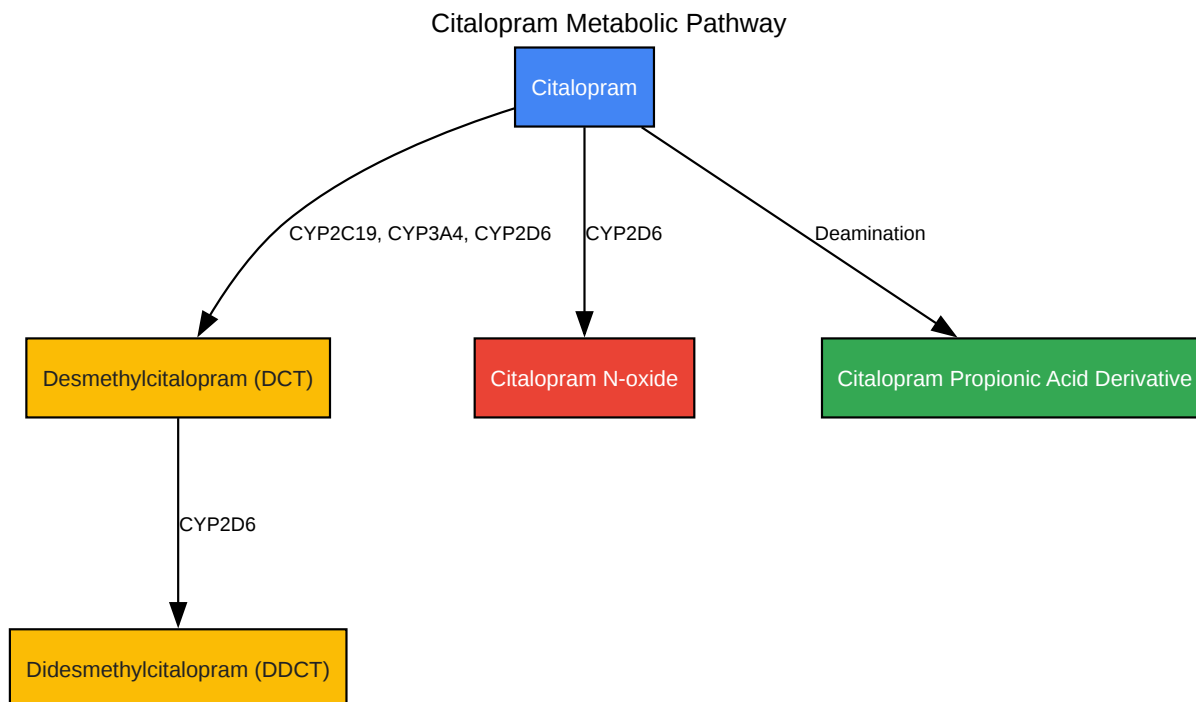 Citalopram Metabolic Pathway
Citalopram
CYP2C19, CYP3A4, CYP2D6
CYP2D6
Deamination
Desmethylcitalopram (DCT)
Citalopram N-oxide
Citalopram Propionic Acid Derivative
CYP2D6
Didesmethylcitalopram (DDCT)